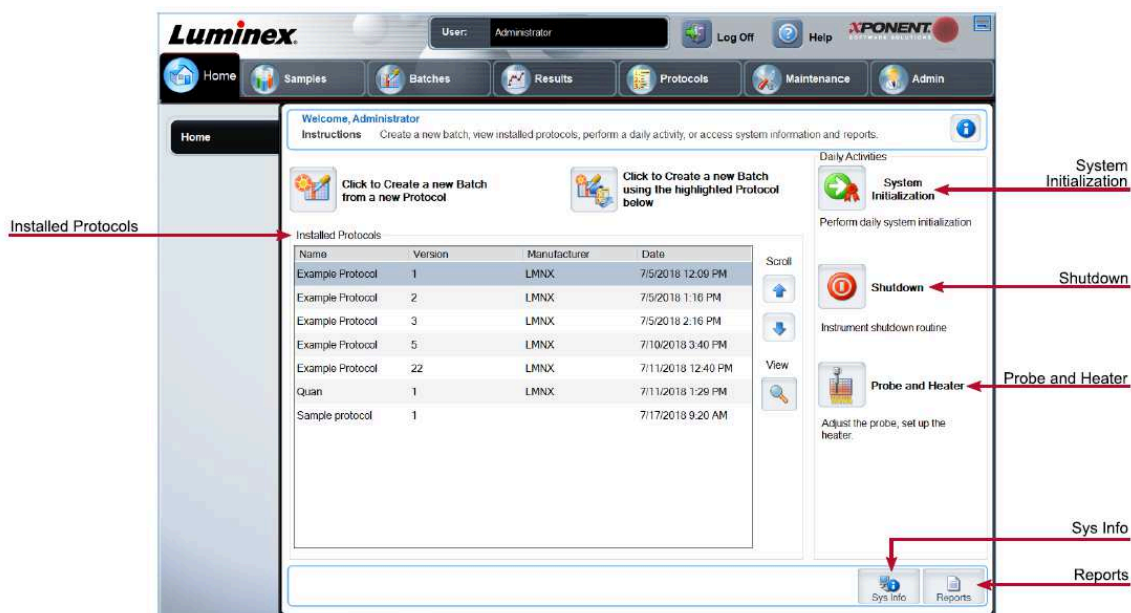 Luminex.
User: Administrator
Log Off
Help
XPONENT.
SOFTWARE SOLUTIONS
Home
Samples
Batches
Results
Protocols
Maintenance
Admin
Home
Welcome, Administrator
Instructions Create a new batch, view installed protocols, perform a daily activity, or access system information and reports.
Click to Create a new Batch
from a new Protocol
Click to Create a new Batch
using the highlighted Protocol
below
Installed Protocols
Installed Protocols
Name Version Manufacturer Date
Example Protocol 1 LMNX 7/5/2018 12:09 PM
Example Protocol 2 LMNX 7/5/2018 1:16 PM
Example Protocol 3 LMNX 7/5/2018 2:16 PM
Example Protocol 5 LMNX 7/10/2018 3:40 PM
Example Protocol 22 LMNX 7/11/2018 12:40 PM
Quan 1 LMNX 7/11/2018 1:29 PM
Sample protocol 1 7/17/2018 9:20 AM
Scroll
View
Daily Activities
System
Initialization
Perform daily system initialization
Shutdown
Instrument shutdown routine
Probe and Heater
Adjust the probe, set up the
heater.
Sys Info
Reports
System
Initialization
Shutdown
Probe and Heater
Sys Info
Reports